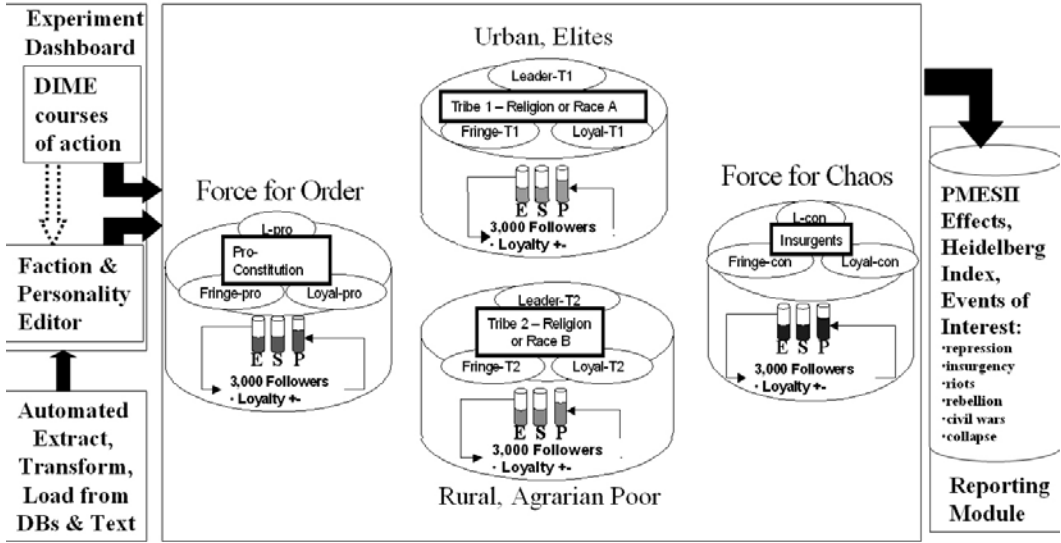 Experiment
Dashboard
DIME
courses
of action
Faction &
Personality
Editor
Automated
Extract,
Transform,
Load from
DBs & Text
Force for Order
L-pro
Pro-
Constitution
Fringe-pro
Loyal-pro
E S P
3,000 Followers
· Loyalty +-
Urban, Elites
Leader-T1
Tribe 1 – Religion or Race A
Fringe-T1
Loyal-T1
E S P
3,000 Followers
· Loyalty +-
Leader-T2
Tribe 2 – Religion
or Race B
Fringe-T2
Loyal-T2
E S P
3,000 Followers
· Loyalty +-
Rural, Agrarian Poor
Force for Chaos
L-con
Insurgents
Fringe-con
Loyal-con
E S P
3,000 Followers
· Loyalty +-
PMESII
Effects,
Heidelberg
Index,
Events of
Interest:
·repression
·insurgency
·riots
·rebellion
·civil wars
·collapse
Reporting
Module